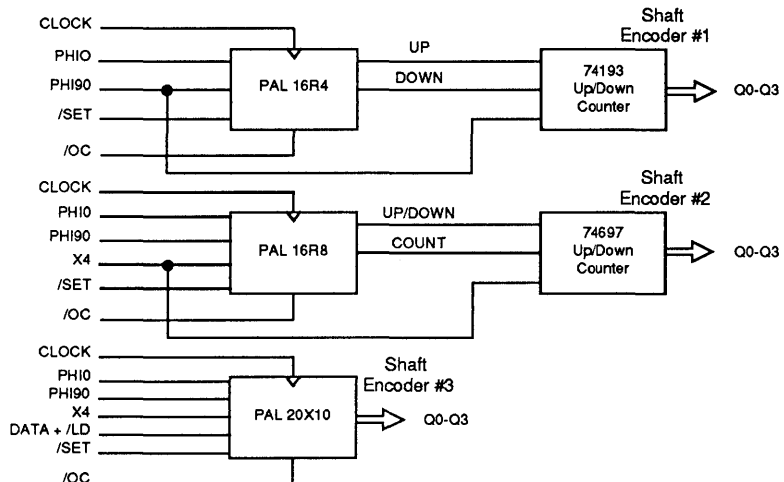 Shaft
Encoder #1
CLOCK
PHIO
PHI90
/SET
/OC
PAL 16R4
UP
DOWN
74193
Up/Down
Counter
Q0-Q3
Shaft
Encoder #2
CLOCK
PHI0
PHI90
X4
/SET
/OC
PAL 16R8
UP/DOWN
COUNT
74697
Up/Down
Counter
Q0-Q3
Shaft
Encoder #3
CLOCK
PHI0
PHI90
X4
DATA + /LD
/SET
/OC
PAL 20X10
Q0-Q3